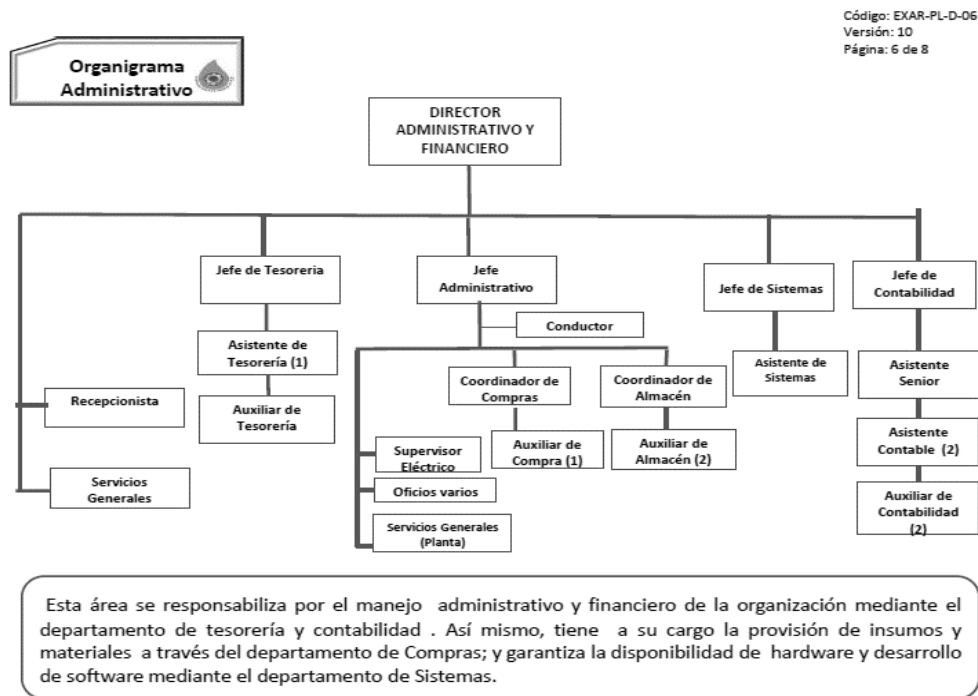 Código: EXAR-PL-D-06
Versión: 10
Página: 6 de 8
Organigrama
Administrativo
DIRECTOR
ADMINISTRATIVO Y
FINANCIERO
Jefe de Tesoreria
Jefe
Administrativo
Jefe de Sistemas
Jefe de
Contabilidad
Conductor
Asistente de
Tesorería (1)
Asistente de
Sistemas
Asistente
Senior
Recepcionista
Auxiliar de
Tesorería
Coordinador de
Compras
Coordinador de
Almacén
Asistente
Contable (2)
Supervisor
Eléctrico
Auxiliar de
Compra (1)
Auxiliar de
Almacén (2)
Servicios
Generales
Oficios varios
Auxiliar de
Contabilidad
(2)
Servicios Generales
(Planta)
Esta área se responsabiliza por el manejo administrativo y financiero de la organización mediante el
departamento de tesorería y contabilidad . Así mismo, tiene a su cargo la provisión de insumos y
materiales a través del departamento de Compras; y garantiza la disponibilidad de hardware y desarrollo
de software mediante el departamento de Sistemas.